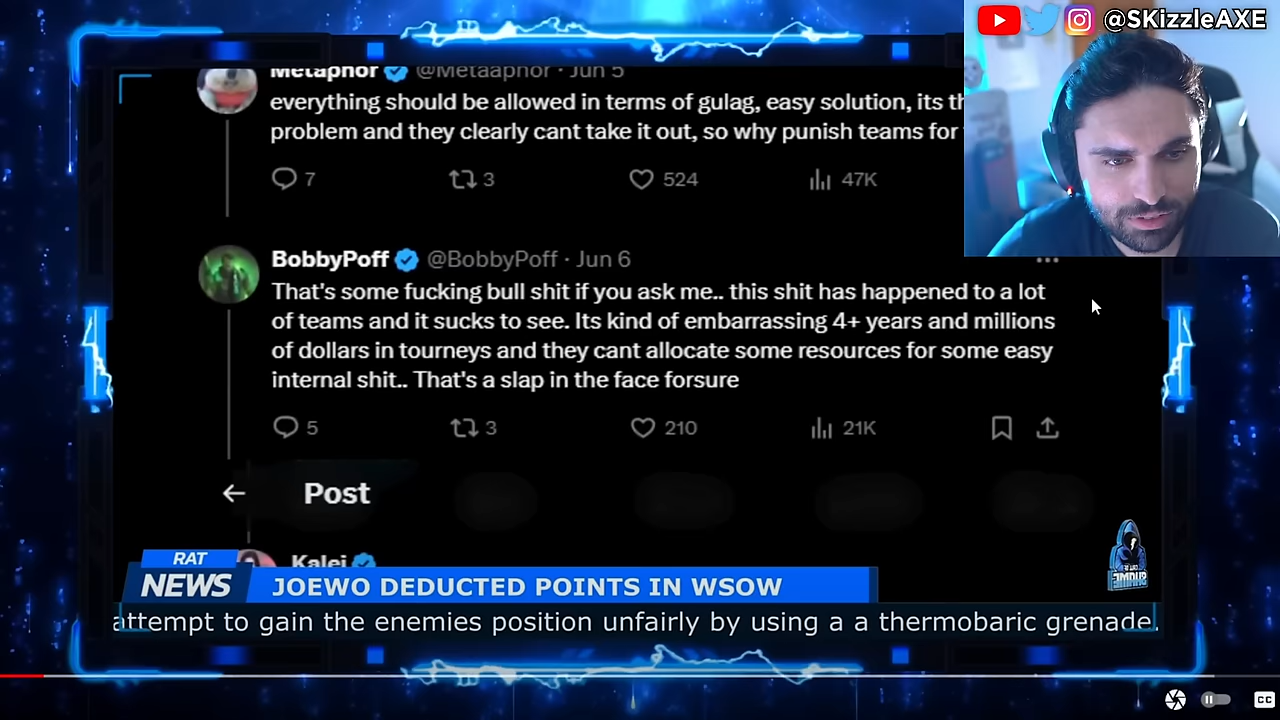 @SKizzleAXE
Metaphor @Metaaphor · Jun 5
everything should be allowed in terms of gulag, easy solution, its
problem and they clearly cant take it out, so why punish teams for
7 3 524 47K
BobbyPoff @BobbyPoff · Jun 6
That's some fucking bull shit if you ask me.. this shit has happened to a lot
of teams and it sucks to see. Its kind of embarrassing 4+ years and millions
of dollars in tourneys and they cant allocate some resources for some easy
internal shit.. That's a slap in the face forsure
5 3 210 21K
Post
Kalei
RAT
NEWS
JOEWO DEDUCTED POINTS IN WSOW
attempt to gain the enemies position unfairly by using a a thermobaric grenade.
CC